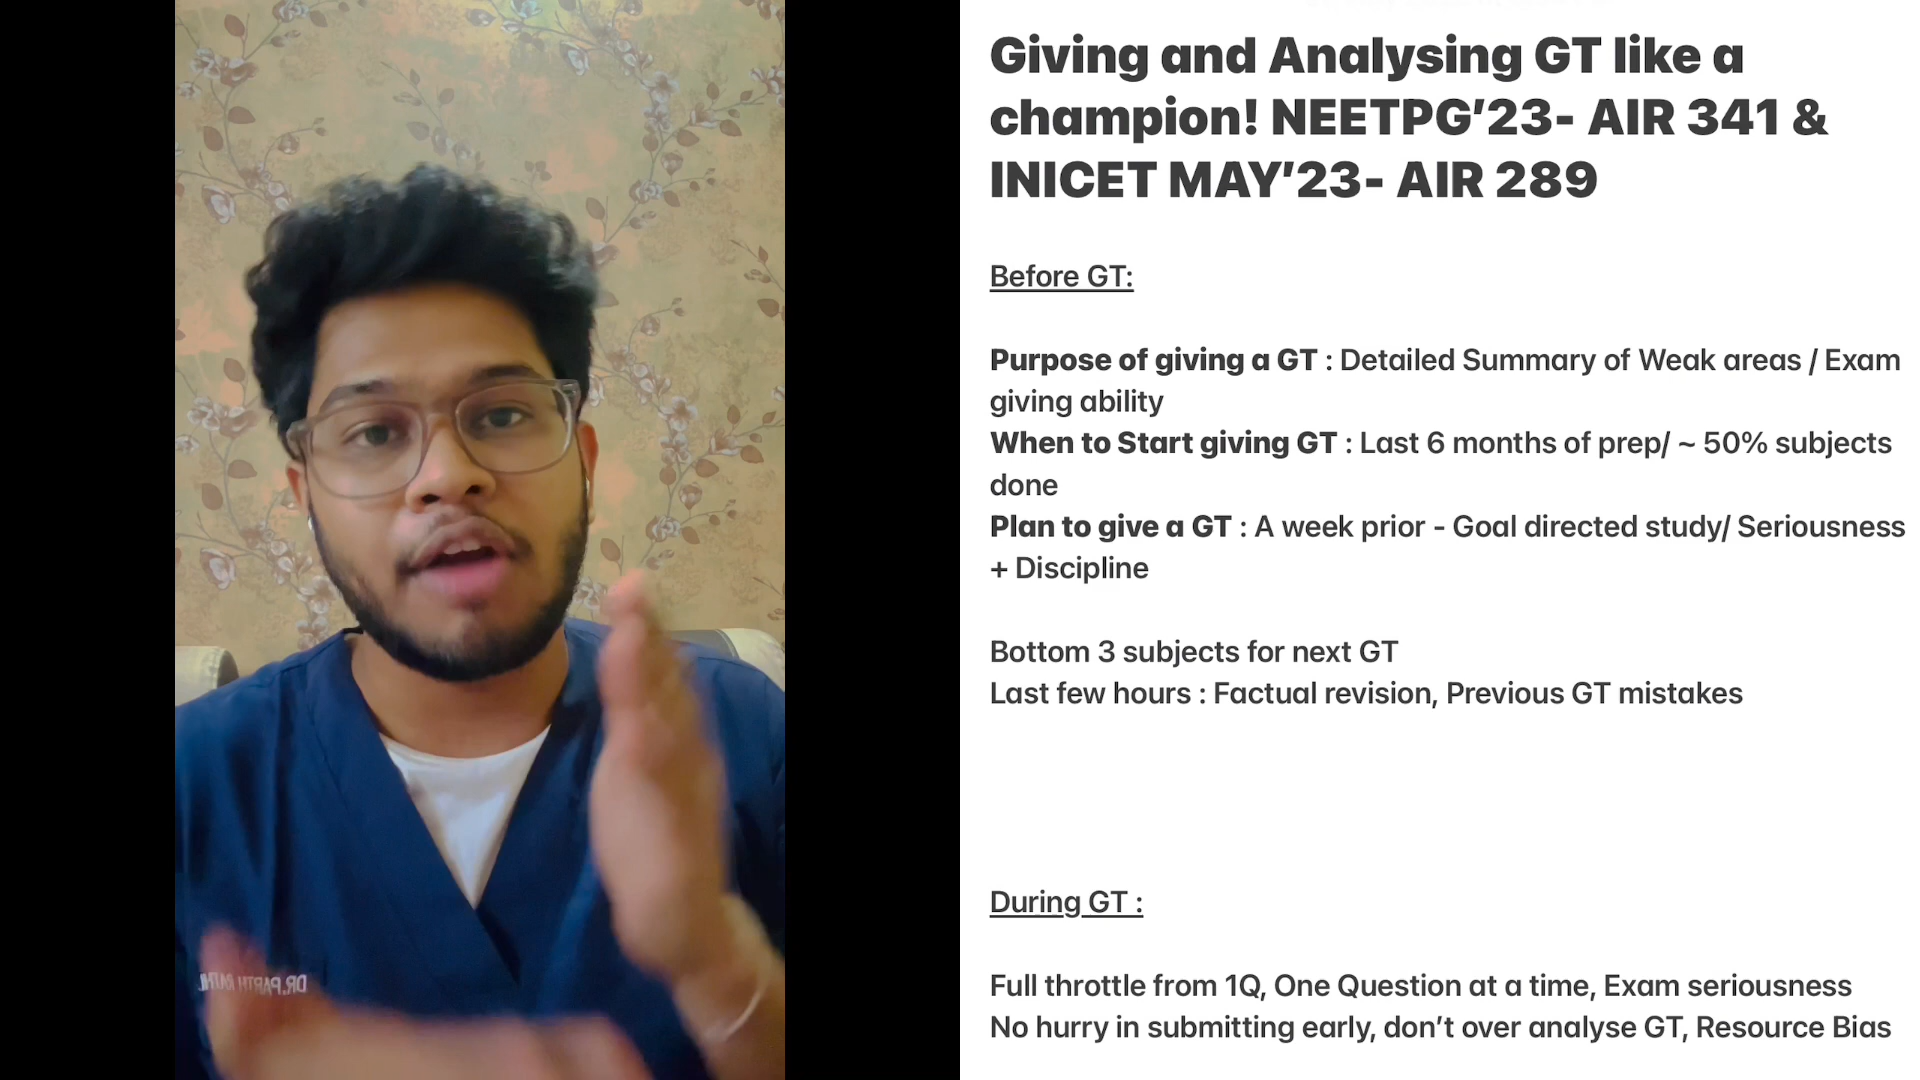 Giving and Analysing GT like a
champion! NEETPG’23- AIR 341 &
INICET MAY’23- AIR 289
Before GT:
Purpose of giving a GT : Detailed Summary of Weak areas / Exam
giving ability
When to Start giving GT : Last 6 months of prep/ ~ 50% subjects
done
Plan to give a GT : A week prior - Goal directed study/ Seriousness
+ Discipline
Bottom 3 subjects for next GT
Last few hours : Factual revision, Previous GT mistakes
During GT :
Full throttle from 1Q, One Question at a time, Exam seriousness
No hurry in submitting early, don’t over analyse GT, Resource Bias
DR.PARTH